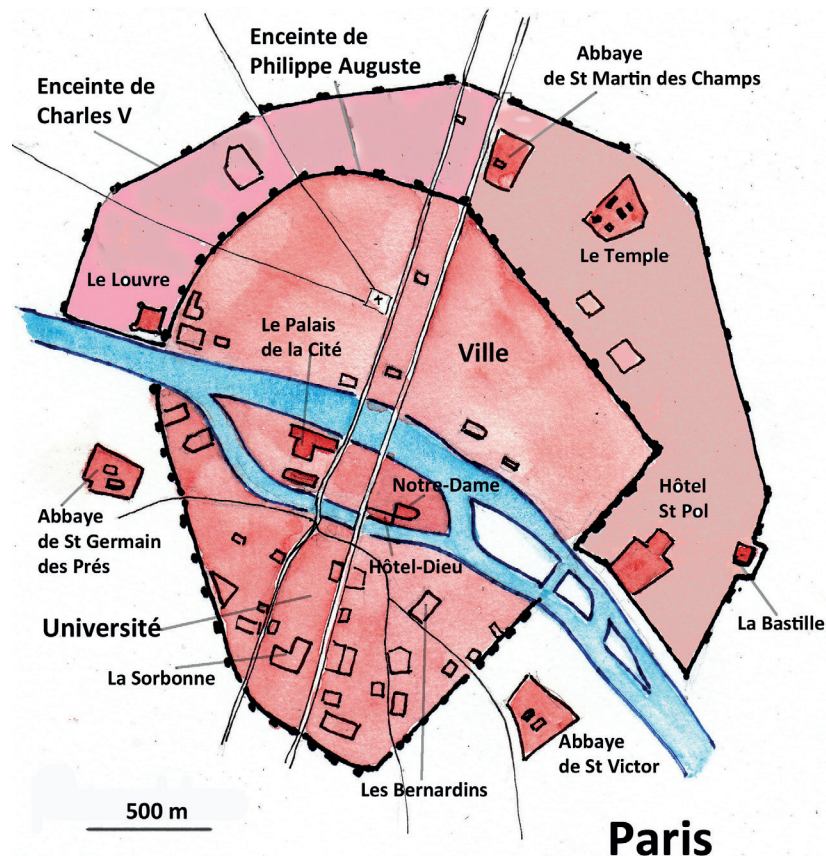 Enceinte de
Philippe Auguste
Abbaye
de St Martin des Champs
Enceinte de
Charles V
Le Temple
Le Louvre
Le Palais
de la Cité
Ville
Notre-Dame
Hôtel
St Pol
Abbaye
de St Germain
des Prés
Hôtel-Dieu
La Bastille
Université
La Sorbonne
Abbaye
de St Victor
Les Bernardins
500 m
Paris